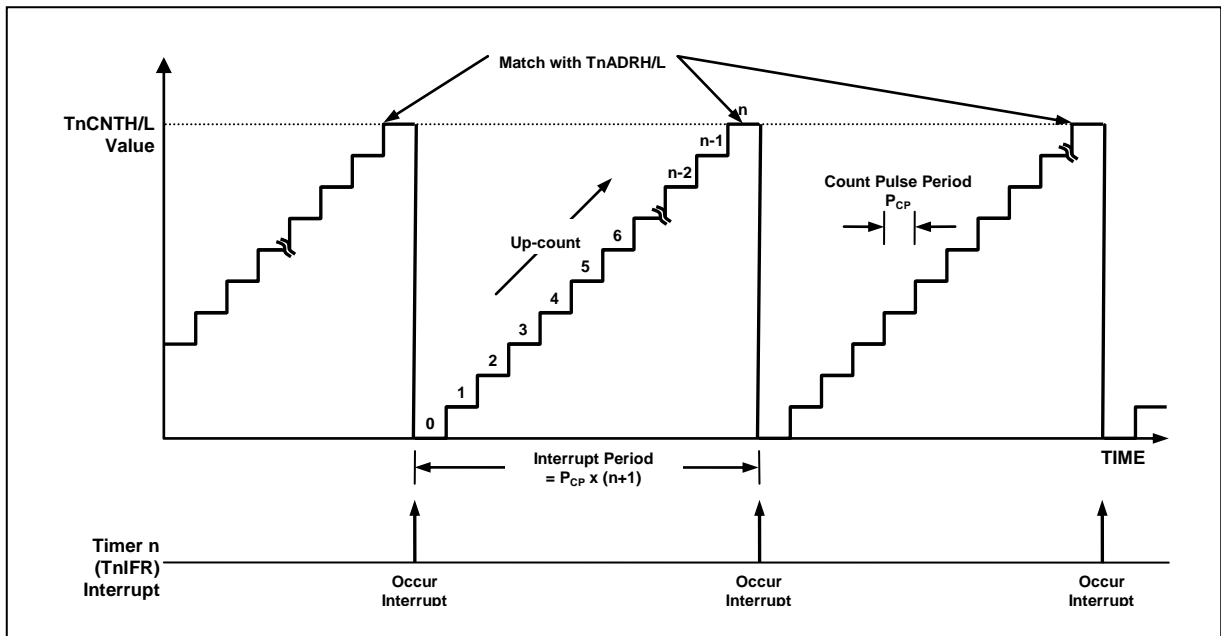 Match with TnADRH/L
TnCNTH/L
Value
n
n-1
n-2
6
5
4
3
2
1
0
Up-count
Count Pulse Period
PCP
TIME
Interrupt Period
= PCP x (n+1)
Timer n
(TnIFR)
Interrupt
Occur
Interrupt
Occur
Interrupt
Occur
Interrupt